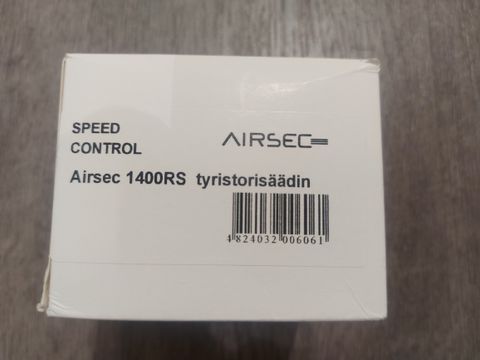 SPEED
CONTROL
AIRSEC
Airsec 1400RS tyristorisäädin
4 824032 006061